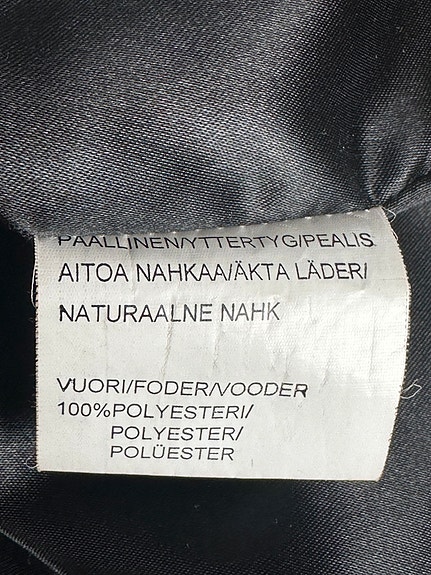 PÄÄLLINEN/YTTERTYG/PEALIS
AITOA NAHKAA/ÄKTA LÄDER/
NATURAALNE NAHK
VUORI/FODER/VOODER
100%POLYESTERI/
POLYESTER/
POLÜESTER